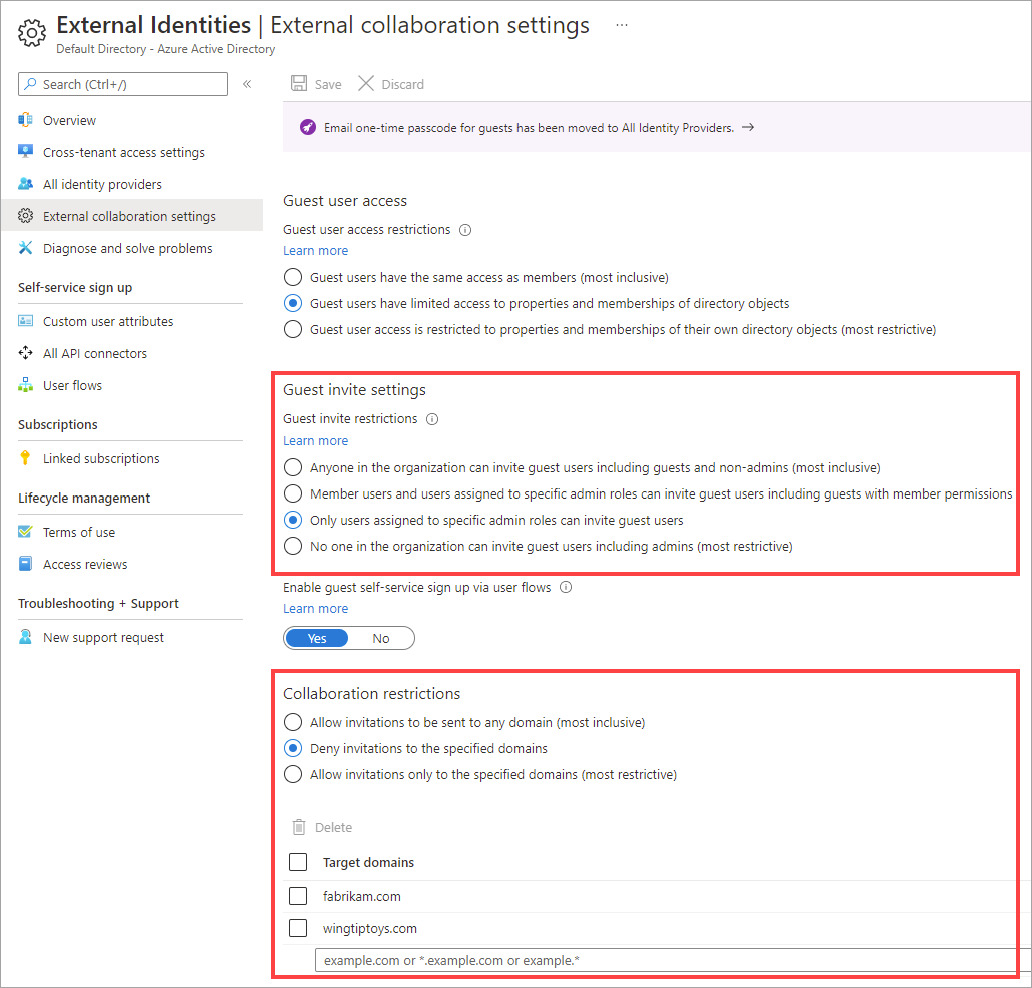 External Identities | External collaboration settings ...
Default Directory - Azure Active Directory
Search (Ctrl+/) «
Overview
Cross-tenant access settings
All identity providers
External collaboration settings
Diagnose and solve problems
Self-service sign up
Custom user attributes
All API connectors
User flows
Subscriptions
Linked subscriptions
Lifecycle management
Terms of use
Access reviews
Troubleshooting + Support
New support request
Save Discard
Email one-time passcode for guests has been moved to All Identity Providers. →
Guest user access
Guest user access restrictions
Learn more
Guest users have the same access as members (most inclusive)
Guest users have limited access to properties and memberships of directory objects
Guest user access is restricted to properties and memberships of their own directory objects (most restrictive)
Guest invite settings
Guest invite restrictions
Learn more
Anyone in the organization can invite guest users including guests and non-admins (most inclusive)
Member users and users assigned to specific admin roles can invite guest users including guests with member permissions
Only users assigned to specific admin roles can invite guest users
No one in the organization can invite guest users including admins (most restrictive)
Enable guest self-service sign up via user flows
Learn more
Yes No
Collaboration restrictions
Allow invitations to be sent to any domain (most inclusive)
Deny invitations to the specified domains
Allow invitations only to the specified domains (most restrictive)
Delete
Target domains
fabrikam.com
wingtiptoys.com
example.com or *.example.com or example.*